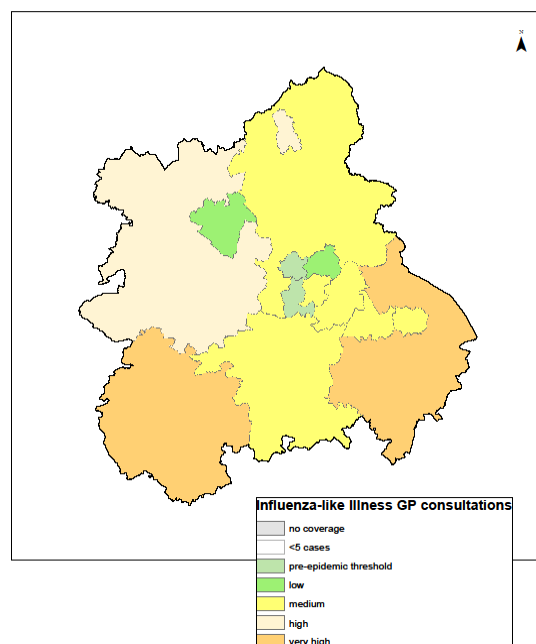 N
Influenza-like Illness GP consultations
no coverage
<5 cases
pre-epidemic threshold
low
medium
high
very high